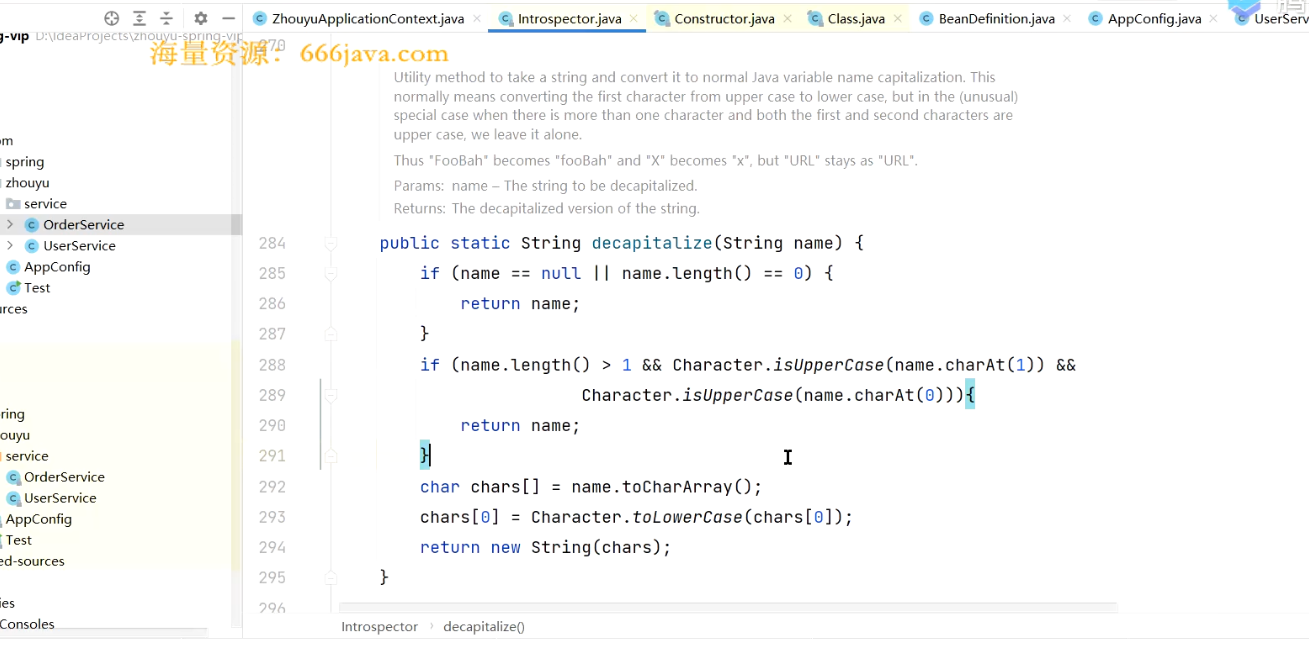 ZhouyuApplicationContext.java Introspector.java Constructor.java Class.java BeanDefinition.java AppConfig.java UserServ
g-vip D:\IdeaProjects\zhouyu-spring-vip
海量资源：666java.com
270
Utility method to take a string and convert it to normal Java variable name capitalization. This
normally means converting the first character from upper case to lower case, but in the (unusual)
special case when there is more than one character and both the first and second characters are
upper case, we leave it alone.
Thus "FooBah" becomes "fooBah" and "X" becomes "x", but "URL" stays as "URL".
Params: name – The string to be decapitalized.
Returns: The decapitalized version of the string.
om
spring
zhouyu
service
OrderService
UserService
AppConfig
Test
urces
ring
ouyu
service
OrderService
UserService
AppConfig
Test
ed-sources
ies
Consoles
284 public static String decapitalize(String name) {
285 if (name == null || name.length() == 0) {
286 return name;
287 }
288 if (name.length() > 1 && Character.isUpperCase(name.charAt(1)) &&
289 Character.isUpperCase(name.charAt(0))){
290 return name;
291 }
292 char chars[] = name.toCharArray();
293 chars[0] = Character.toLowerCase(chars[0]);
294 return new String(chars);
295 }
296
Introspector › decapitalize()